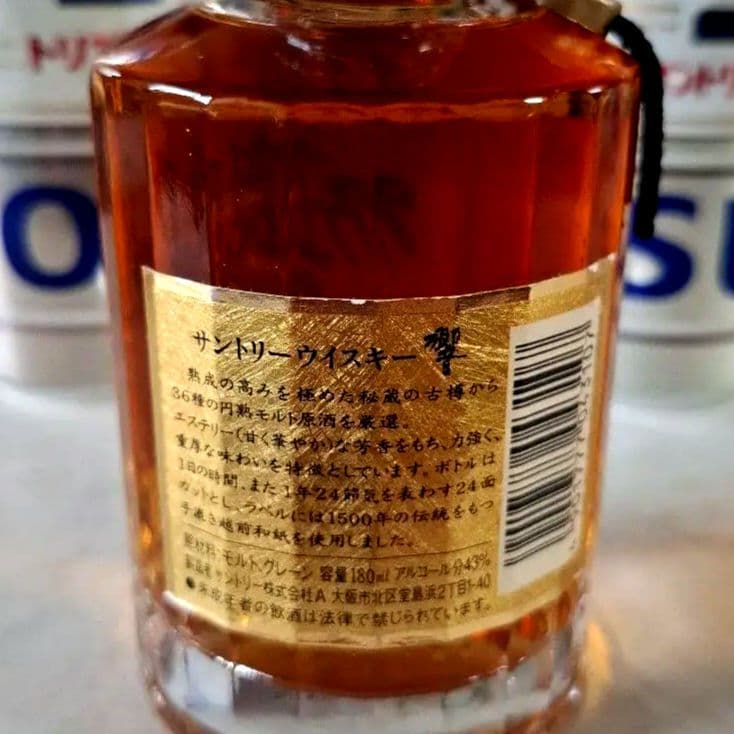 トリス
ントリ
O
S
サントリーウイスキー 響
熟成の高みを極めた秘蔵の古樽から
36種の円熟モルト原酒を厳選。
エステリー(甘く華やか)な芳香をもち、力強く、
重厚な味わいを特徴としています。ボトルは
1日の時間、また1年24節気を表わす24面
カットとし、ラベルには1500年の伝統をもつ
手漉き越前和紙を使用しました。
原材料 モルト、グレーン 容量180ml アルコール分43%
製造者 サントリー株式会社A 大阪市北区堂島浜2丁目1-40
●未成年者の飲酒は法律で禁じられています。